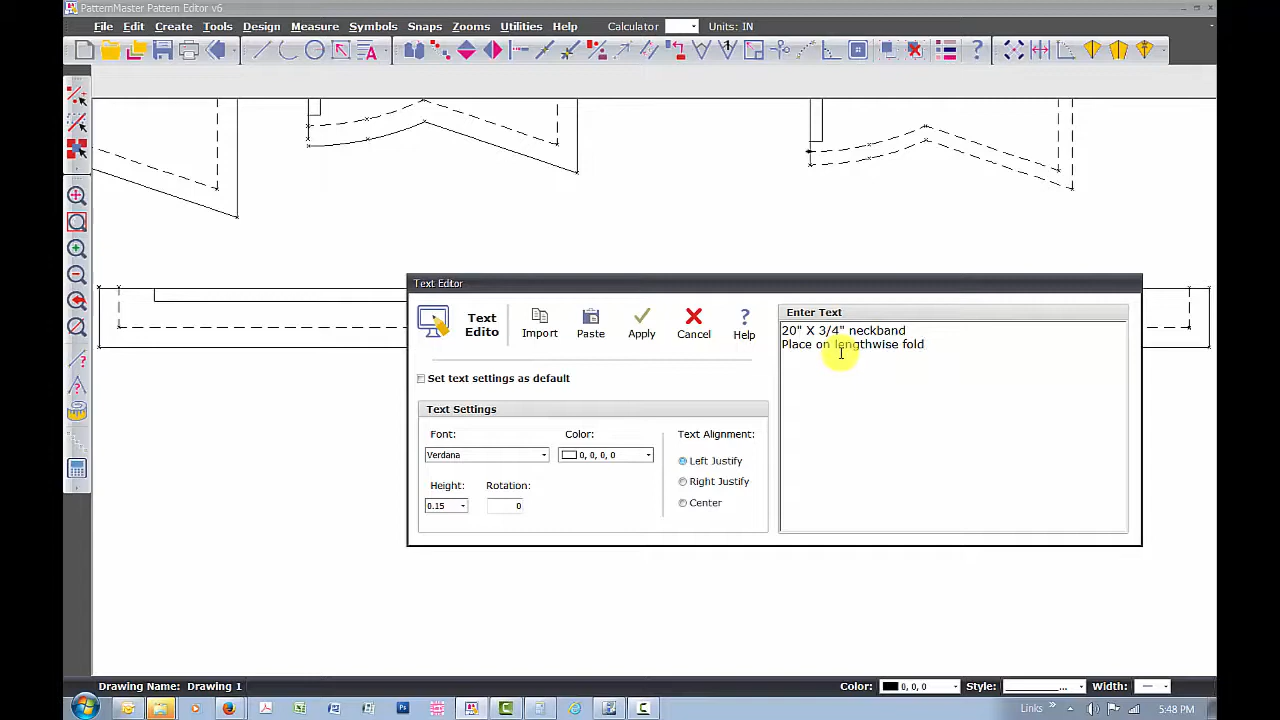 PatternMaster Pattern Editor v6
File Edit Create Tools Design Measure Symbols Snaps Zooms Utilities Help Calculator Units: IN
Text Editor
Text
Edito
Import Paste Apply Cancel Help
Enter Text
20" X 3/4" neckband
Place on lengthwise fold
Set text settings as default
Text Settings
Font: Color: Text Alignment:
Verdana 0, 0, 0, 0 Left Justify
Height: Rotation: Right Justify
0.15 0 Center
Drawing Name: Drawing 1 Color: 0, 0, 0 Style: ... Width:
Links » 5:48 PM